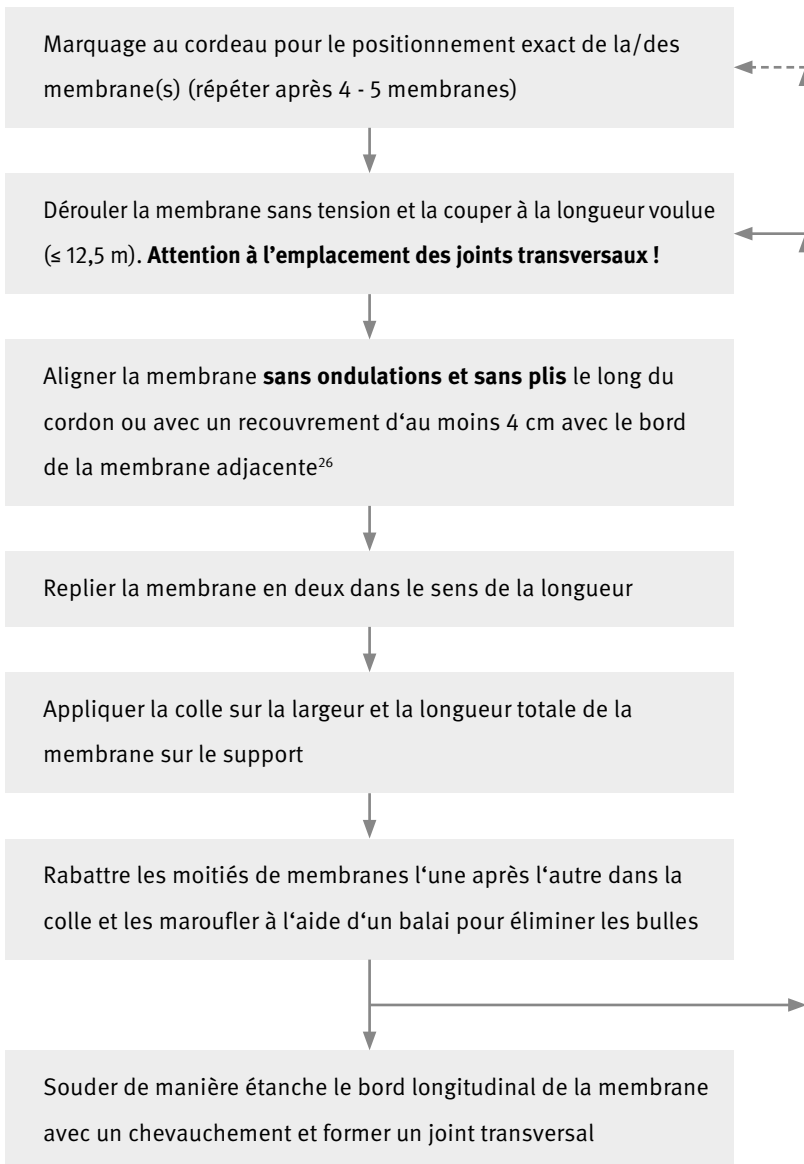 Marquage au cordeau pour le positionnement exact de la/des
membrane(s) (répéter après 4 - 5 membranes)
Dérouler la membrane sans tension et la couper à la longueur voulue
(≤ 12,5 m). Attention à l’emplacement des joints transversaux !
Aligner la membrane sans ondulations et sans plis le long du
cordon ou avec un recouvrement d‘au moins 4 cm avec le bord
de la membrane adjacente²⁶
Replier la membrane en deux dans le sens de la longueur
Appliquer la colle sur la largeur et la longueur totale de la
membrane sur le support
Rabattre les moitiés de membranes l‘une après l‘autre dans la
colle et les maroufler à l‘aide d‘un balai pour éliminer les bulles
Souder de manière étanche le bord longitudinal de la membrane
avec un chevauchement et former un joint transversal